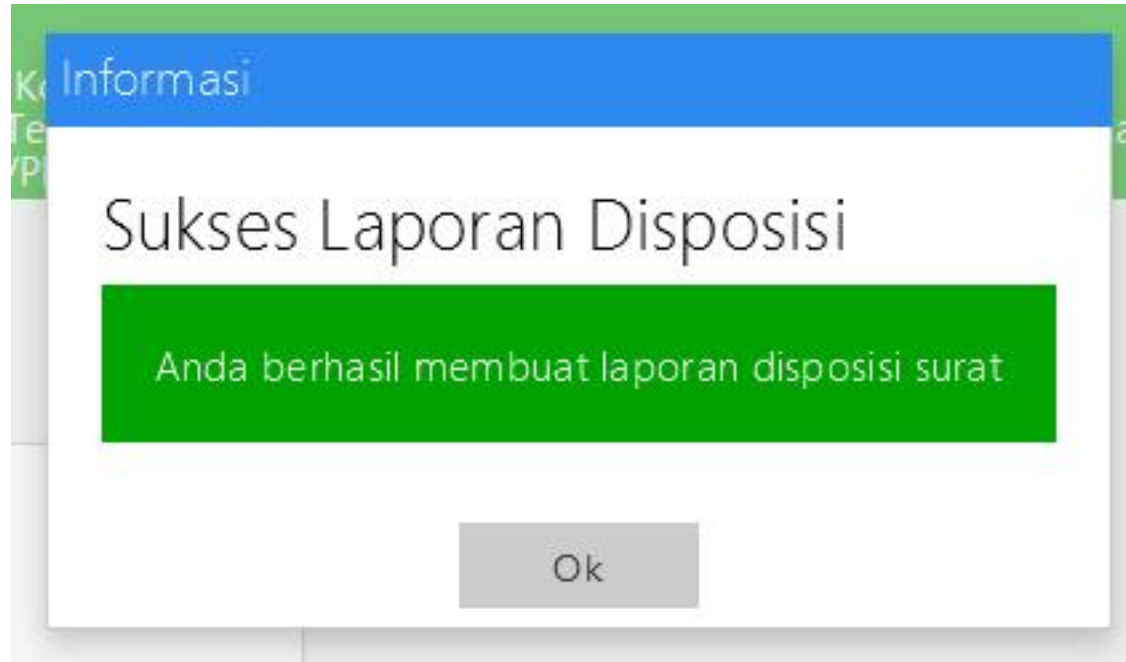 Informasi
Sukses Laporan Disposisi
Anda berhasil membuat laporan disposisi surat
Ok